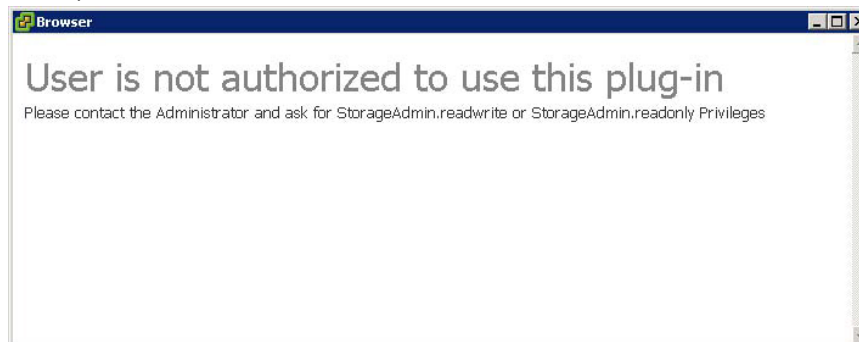 Browser
User is not authorized to use this plug-in
Please contact the Administrator and ask for StorageAdmin.readwrite or StorageAdmin.readonly Privileges